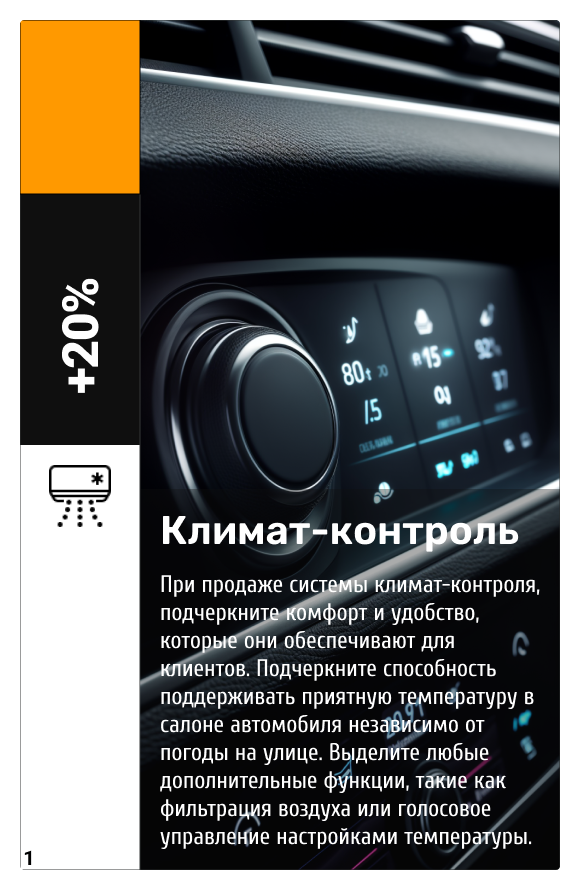 +20%
80
15
Климат-контроль
При продаже системы климат-контроля,
подчеркните комфорт и удобство,
которые они обеспечивают для
клиентов. Подчеркните способность
поддерживать приятную температуру в
салоне автомобиля независимо от
погоды на улице. Выделите любые
дополнительные функции, такие как
фильтрация воздуха или голосовое
управление настройками температуры.
1